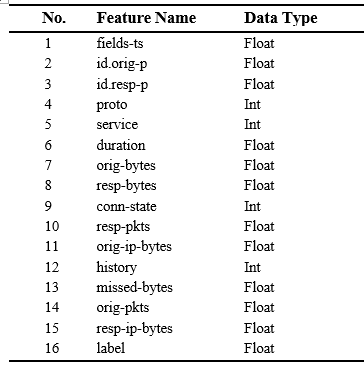 No. Feature Name Data Type
1 fields-ts Float
2 id.orig-p Float
3 id.resp-p Float
4 proto Int
5 service Int
6 duration Float
7 orig-bytes Float
8 resp-bytes Float
9 conn-state Int
10 resp-pkts Float
11 orig-ip-bytes Float
12 history Int
13 missed-bytes Float
14 orig-pkts Float
15 resp-ip-bytes Float
16 label Float